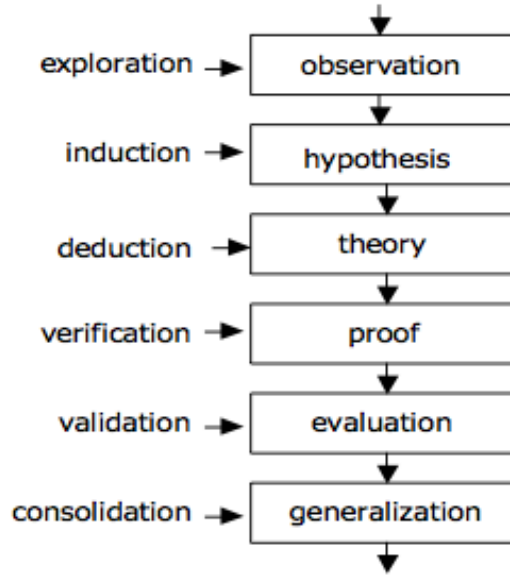 exploration observation
induction hypothesis
deduction theory
verification proof
validation evaluation
consolidation generalization